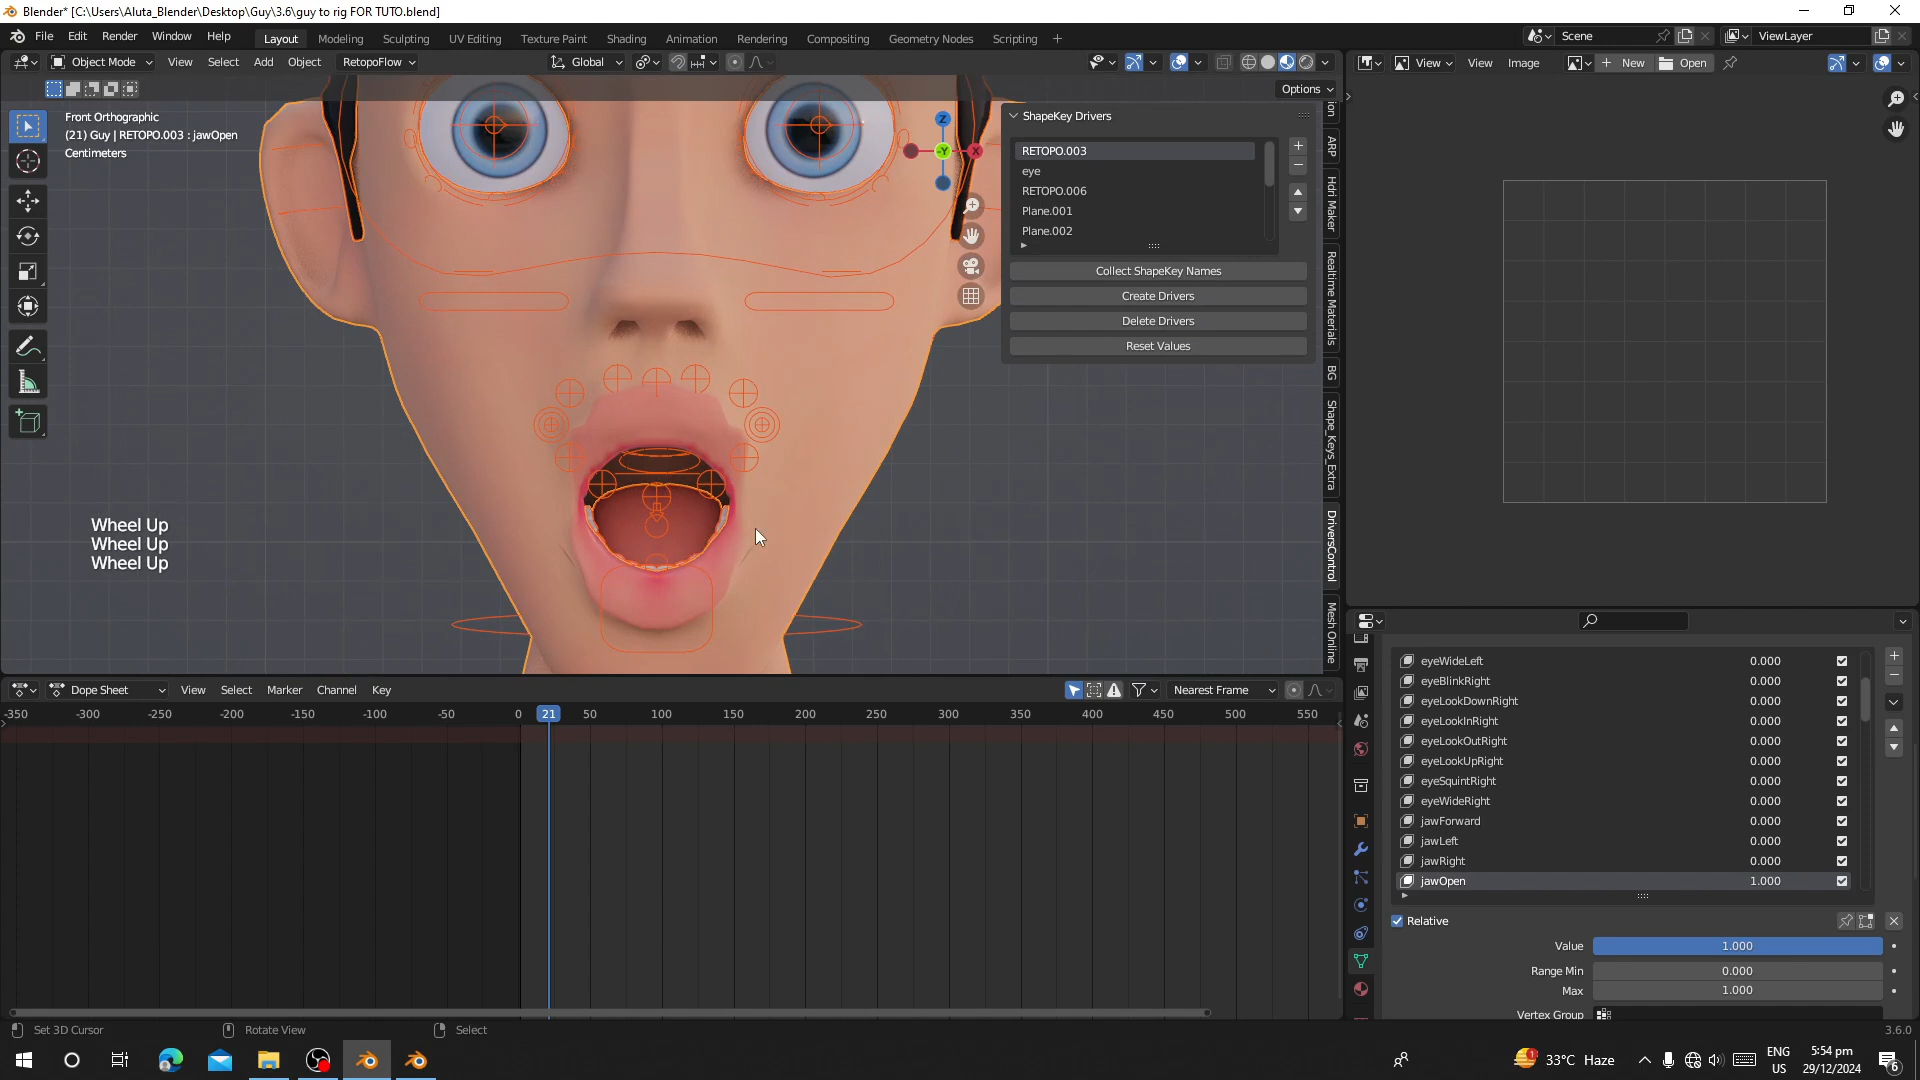 Blender* [C:\Users\Aluta_Blender\Desktop\Guy\3.6\guy to rig FOR TUTO.blend]
File Edit Render Window Help
Layout Modeling Sculpting UV Editing Texture Paint Shading Animation Rendering Compositing Geometry Nodes Scripting +
Scene
ViewLayer
Object Mode View Select Add Object RetopoFlow
Global
View View Image New Open
Options
Front Orthographic
(21) Guy | RETOPO.003 : jawOpen
Centimeters
Z
-Y
X
ShapeKey Drivers
RETOPO.003
eye
RETOPO.006
Plane.001
Plane.002
Collect ShapeKey Names
Create Drivers
Delete Drivers
Reset Values
ion
ARP
Hdri Maker
Realtime Materials
BG
Shape_Keys_Extra
DriversControl
Mesh Online
Wheel Up
Wheel Up
Wheel Up
Dope Sheet View Select Marker Channel Key
Nearest Frame
-350 -300 -250 -200 -150 -100 -50 0 21 50 100 150 200 250 300 350 400 450 500 550
eyeWideLeft 0.000
eyeBlinkRight 0.000
eyeLookDownRight 0.000
eyeLookInRight 0.000
eyeLookOutRight 0.000
eyeLookUpRight 0.000
eyeSquintRight 0.000
eyeWideRight 0.000
jawForward 0.000
jawLeft 0.000
jawRight 0.000
jawOpen 1.000
Relative
Value 1.000
Range Min 0.000
Max 1.000
Vertex Group
Set 3D Cursor Rotate View Select
3.6.0
33°C Haze
ENG
US
5:54 pm
29/12/2024
1
6